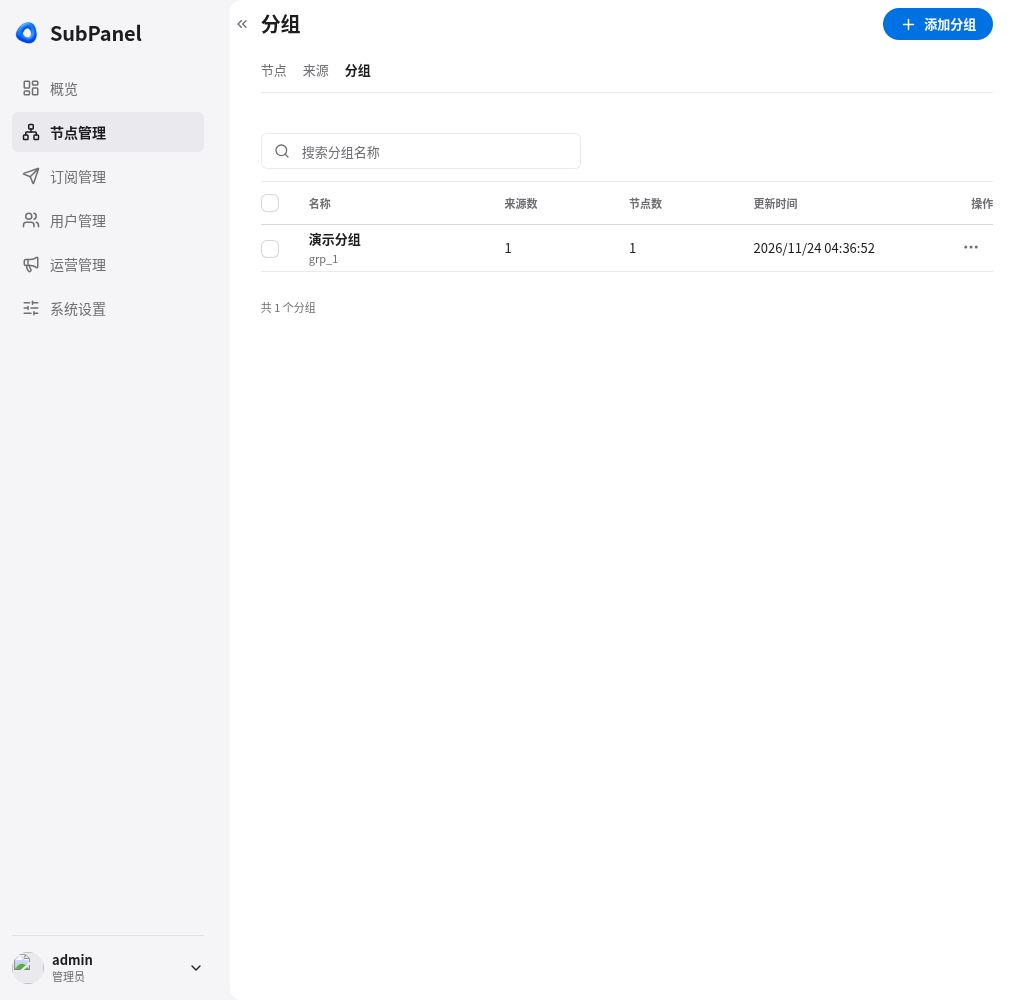 SubPanel
概览
节点管理
订阅管理
用户管理
运营管理
系统设置
admin
管理员
分组
添加分组
节点 来源 分组
搜索分组名称
名称 来源数 节点数 更新时间 操作
演示分组 1 1 2026/11/24 04:36:52
grp_1
共 1 个分组